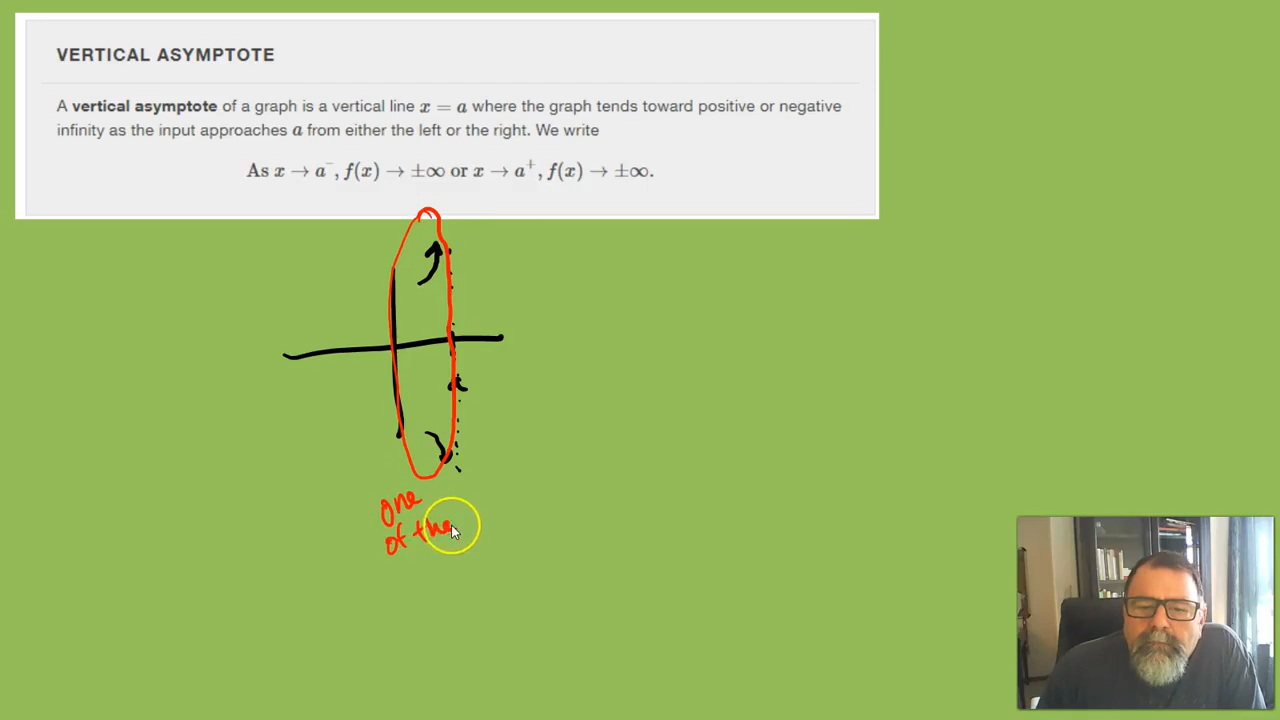 VERTICAL ASYMPTOTE
A vertical asymptote of a graph is a vertical line x = a where the graph tends toward positive or negative
infinity as the input approaches a from either the left or the right. We write
As x → a⁻, f(x) → ±∞ or x → a⁺, f(x) → ±∞.
a
one
of the